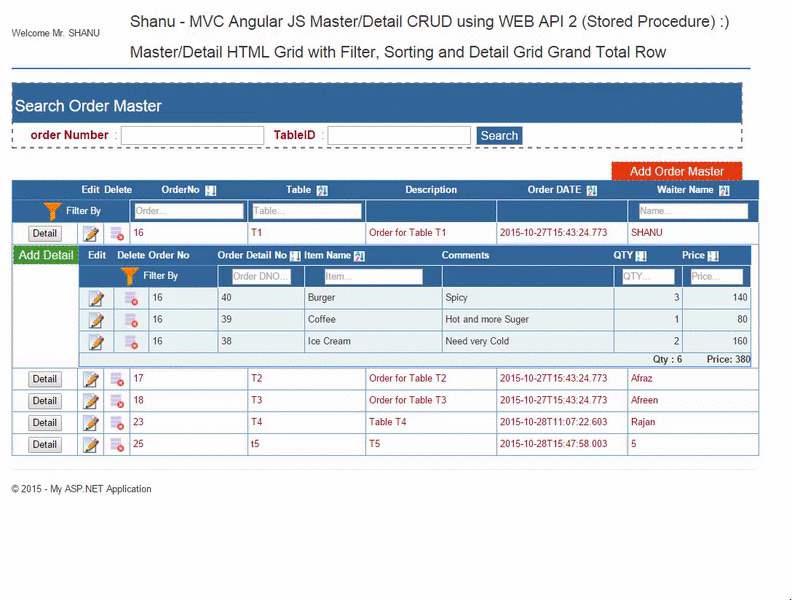 Welcome Mr. SHANU
Shanu - MVC Angular JS Master/Detail CRUD using WEB API 2 (Stored Procedure) :)
Master/Detail HTML Grid with Filter, Sorting and Detail Grid Grand Total Row
Search Order Master
order Number : TableID : Search
Add Order Master
Edit Delete OrderNo Table Description Order DATE Waiter Name
Filter By Order... Table... Name...
Detail 16 T1 Order for Table T1 2015-10-27T15:43:24.773 SHANU
Add Detail Edit Delete Order No Order Detail No Item Name Comments QTY Price
Filter By Order DNO... Item... QTY... Price...
16 40 Burger Spicy 3 140
16 39 Coffee Hot and more Suger 1 80
16 38 Ice Cream Need very Cold 2 160
Qty : 6 Price: 380
Detail 17 T2 Order for Table T2 2015-10-27T15:43:24.773 Afraz
Detail 18 T3 Order for Table T3 2015-10-27T15:43:24.773 Afreen
Detail 23 T4 Table T4 2015-10-28T11:07:22.603 Rajan
Detail 25 t5 T5 2015-10-28T15:47:58.003 5
© 2015 - My ASP.NET Application